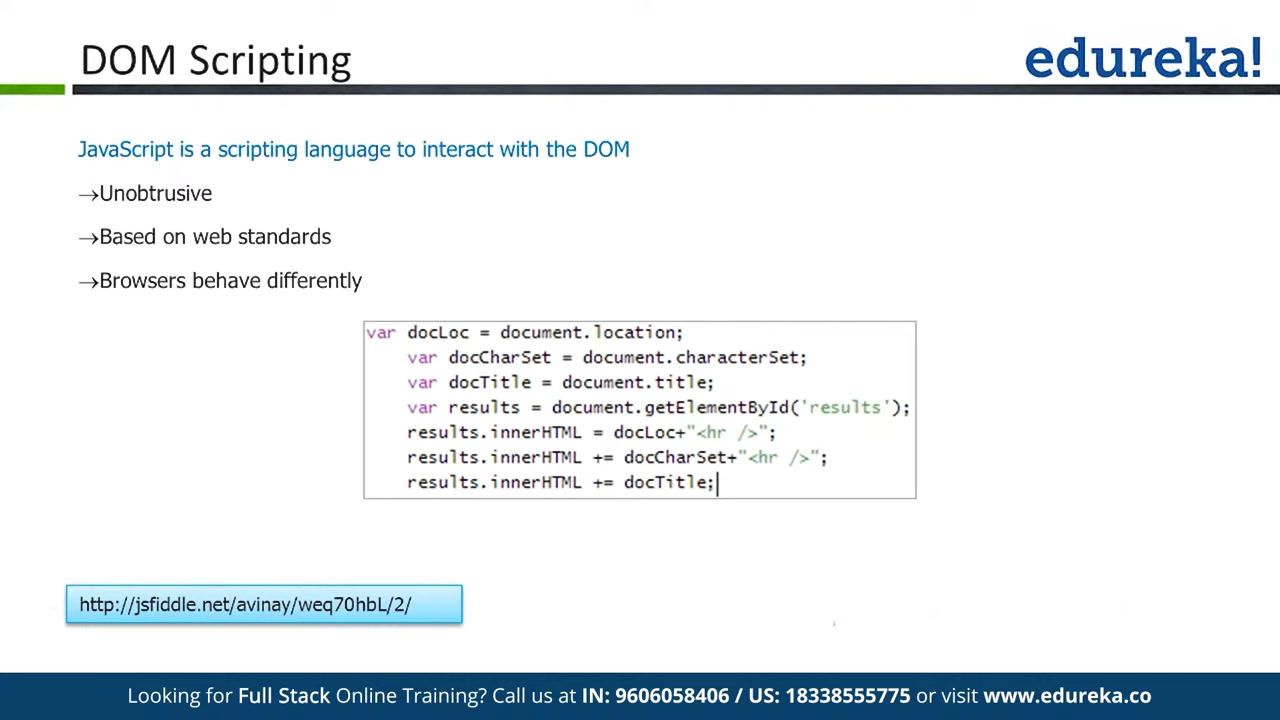 DOM Scripting
edureka!
JavaScript is a scripting language to interact with the DOM
→Unobtrusive
→Based on web standards
→Browsers behave differently
var docLoc = document.location;
    var docCharSet = document.characterSet;
    var docTitle = document.title;
    var results = document.getElementById('results');
    results.innerHTML = docLoc+"<hr />";
    results.innerHTML += docCharSet+"<hr />";
    results.innerHTML += docTitle;
http://jsfiddle.net/avinay/weq70hbL/2/
Looking for Full Stack Online Training? Call us at IN: 9606058406 / US: 18338555775 or visit www.edureka.co